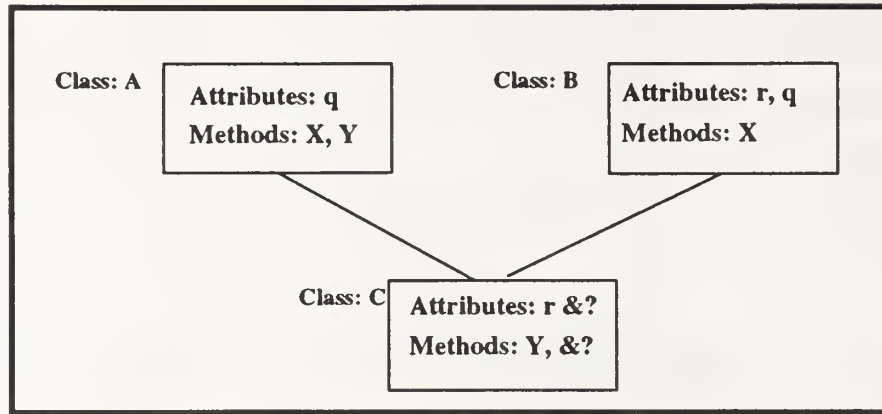 Class: A
Attributes: q
Methods: X, Y
Class: B
Attributes: r, q
Methods: X
Class: C
Attributes: r &?
Methods: Y, &?